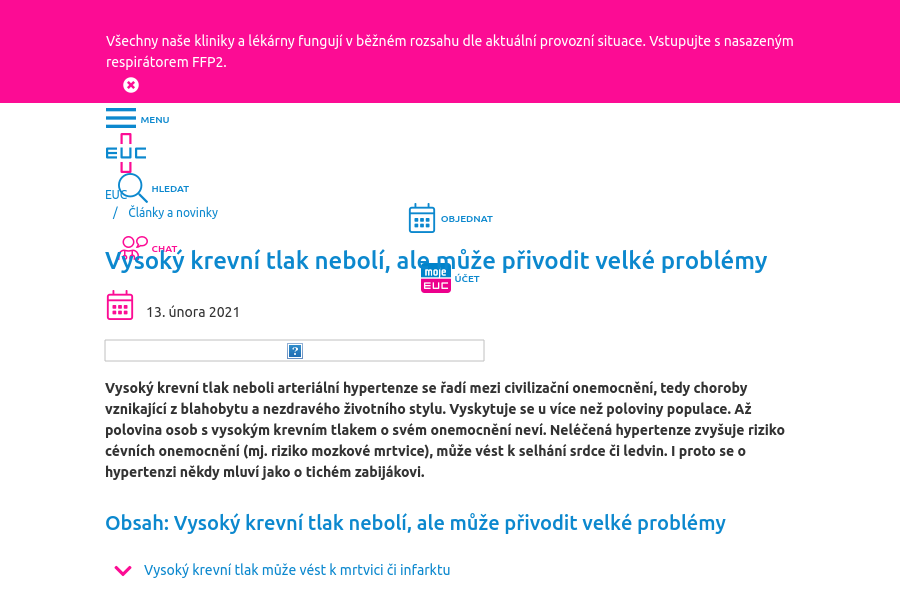 Všechny naše kliniky a lékárny fungují v běžném rozsahu dle aktuální provozní situace. Vstupujte s nasazeným
respirátorem FFP2.
MENU
EUC
HLEDAT
EUC
/ Články a novinky
OBJEDNAT
CHAT
Vysoký krevní tlak nebolí, ale může přivodit velké problémy
moje
EUC
ÚČET
13. února 2021
?
Vysoký krevní tlak neboli arteriální hypertenze se řadí mezi civilizační onemocnění, tedy choroby
vznikající z blahobytu a nezdravého životního stylu. Vyskytuje se u více než poloviny populace. Až
polovina osob s vysokým krevním tlakem o svém onemocnění neví. Neléčená hypertenze zvyšuje riziko
cévních onemocnění (mj. riziko mozkové mrtvice), může vést k selhání srdce či ledvin. I proto se o
hypertenzi někdy mluví jako o tichém zabijákovi.
Obsah: Vysoký krevní tlak nebolí, ale může přivodit velké problémy
Vysoký krevní tlak může vést k mrtvici či infarktu